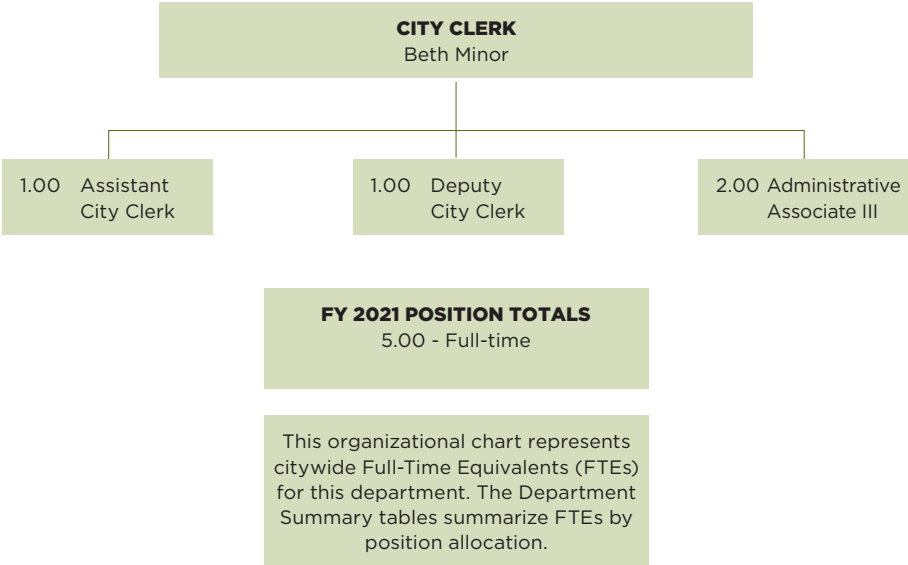 CITY CLERK
Beth Minor
1.00 Assistant
City Clerk
1.00 Deputy
City Clerk
2.00 Administrative
Associate III
FY 2021 POSITION TOTALS
5.00 - Full-time
This organizational chart represents
citywide Full-Time Equivalents (FTEs)
for this department. The Department
Summary tables summarize FTEs by
position allocation.